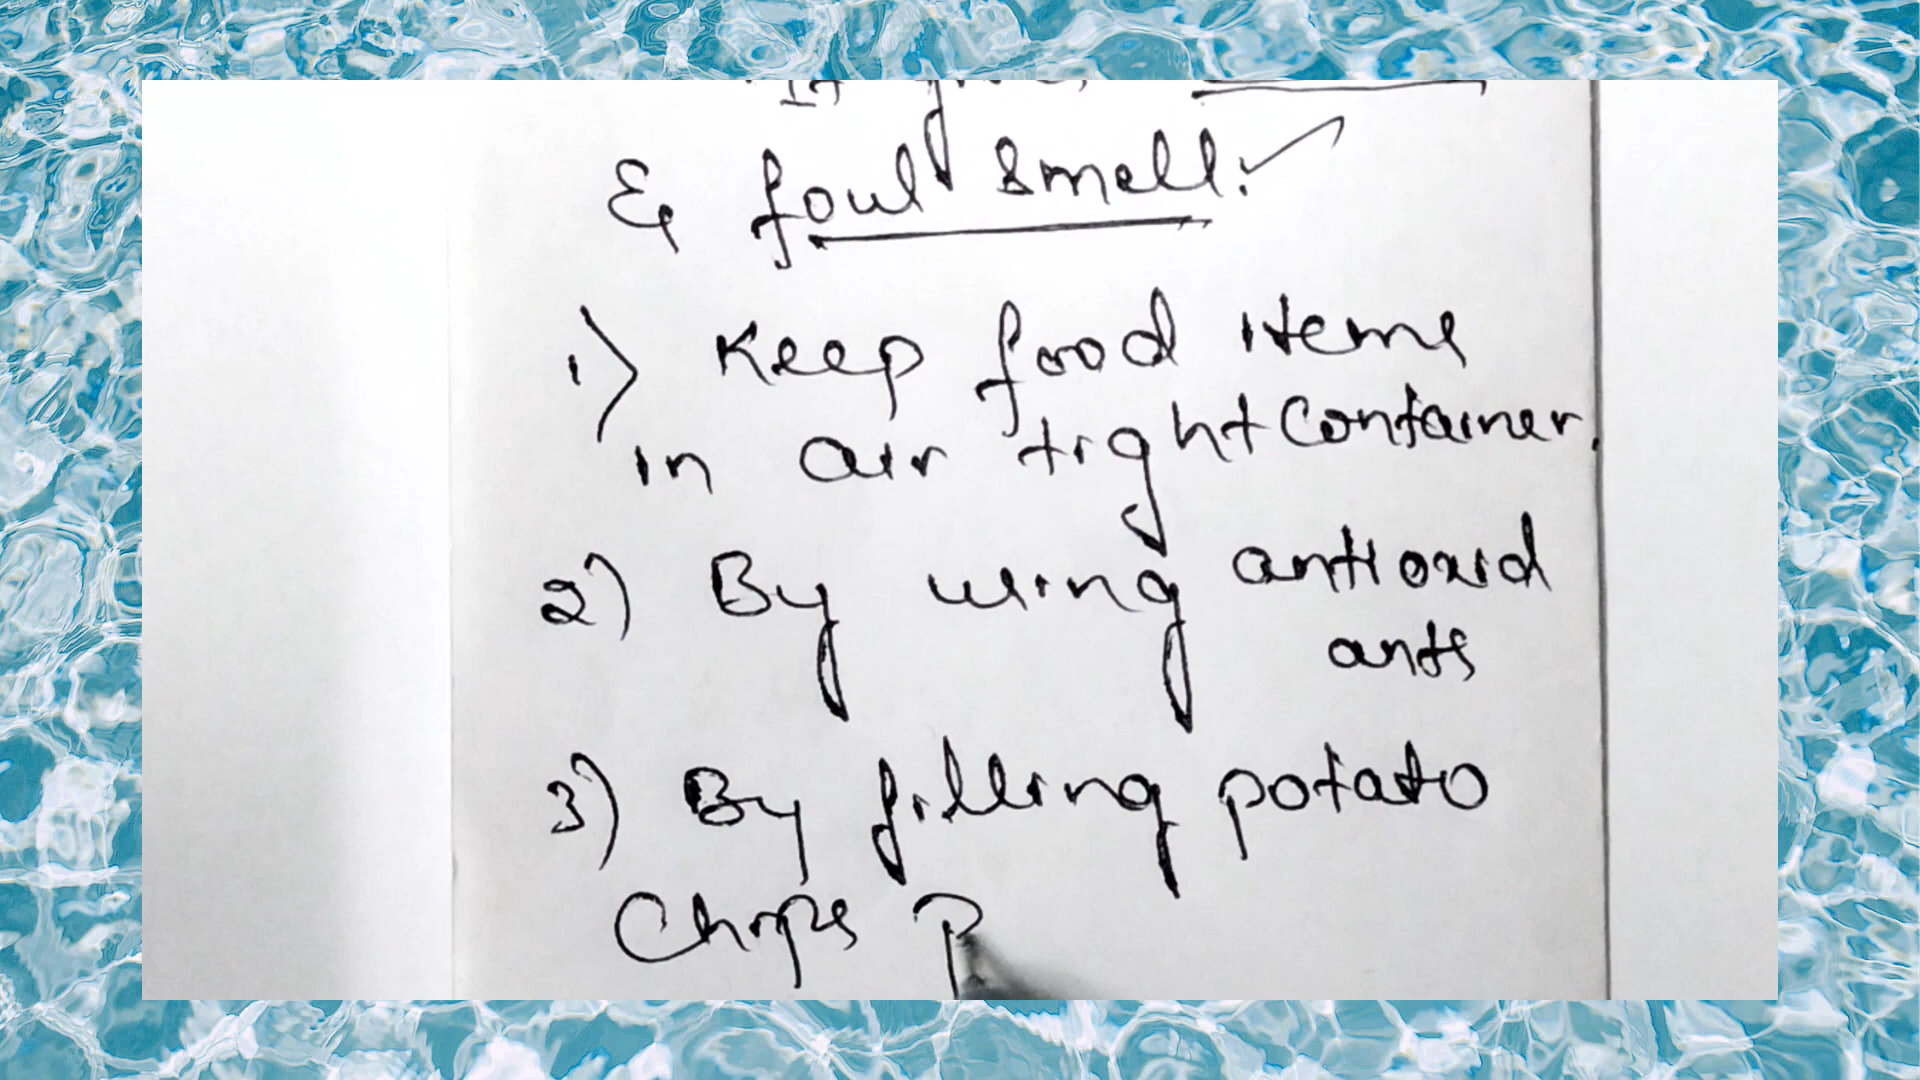 & foul smell.
1) Keep food items
in air tight container.
2) By using antioxid
ants
3) By filling potato
Chips P